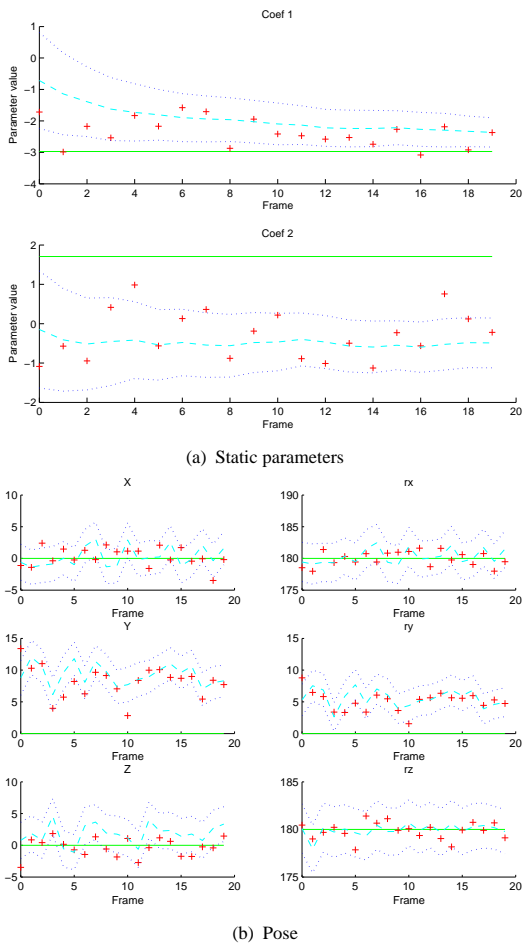 Coef 1
1
0
-1
-2
-3
-4
Parameter value
0 2 4 6 8 10 12 14 16 18 20
Frame
Coef 2
2
1
0
-1
-2
Parameter value
0 2 4 6 8 10 12 14 16 18 20
Frame
(a) Static parameters
X
10
5
0
-5
0 5 10 15 20
Frame
rx
190
185
180
175
0 5 10 15 20
Frame
Y
15
10
5
0
0 5 10 15 20
Frame
ry
15
10
5
0
0 5 10 15 20
Frame
Z
10
5
0
-5
0 5 10 15 20
Frame
rz
185
180
175
0 5 10 15 20
Frame
(b) Pose